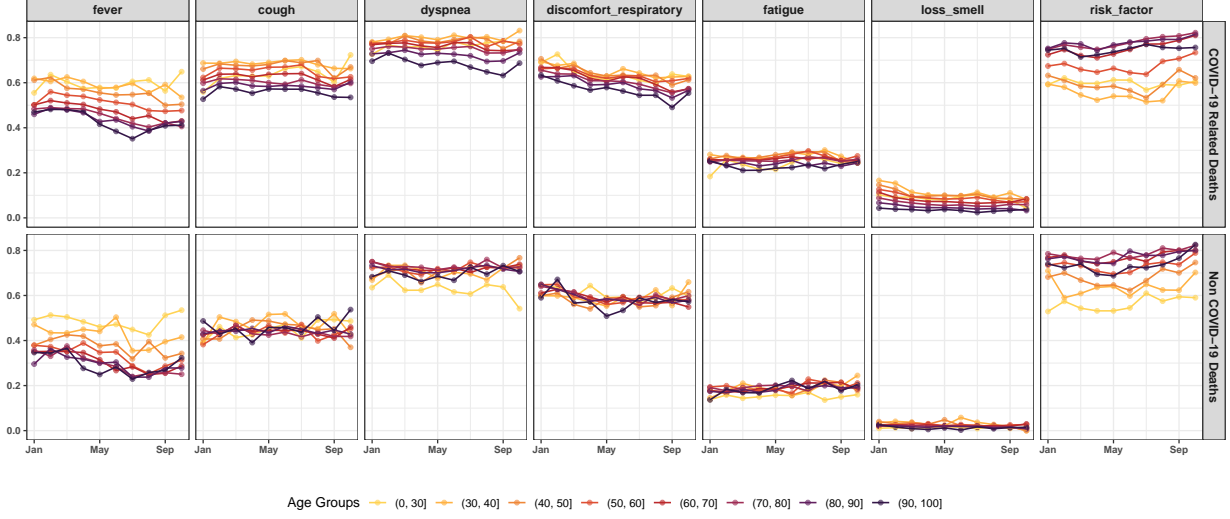 fever cough dyspnea discomfort_respiratory fatigue loss_smell risk_factor
0.8
0.6
0.4
0.2
0.0
COVID−19 Related Deaths
0.8
0.6
0.4
0.2
0.0
Non COVID−19 Deaths
Jan May Sep Jan May Sep Jan May Sep Jan May Sep Jan May Sep Jan May Sep Jan May Sep
Age Groups (0, 30] (30, 40] (40, 50] (50, 60] (60, 70] (70, 80] (80, 90] (90, 100]